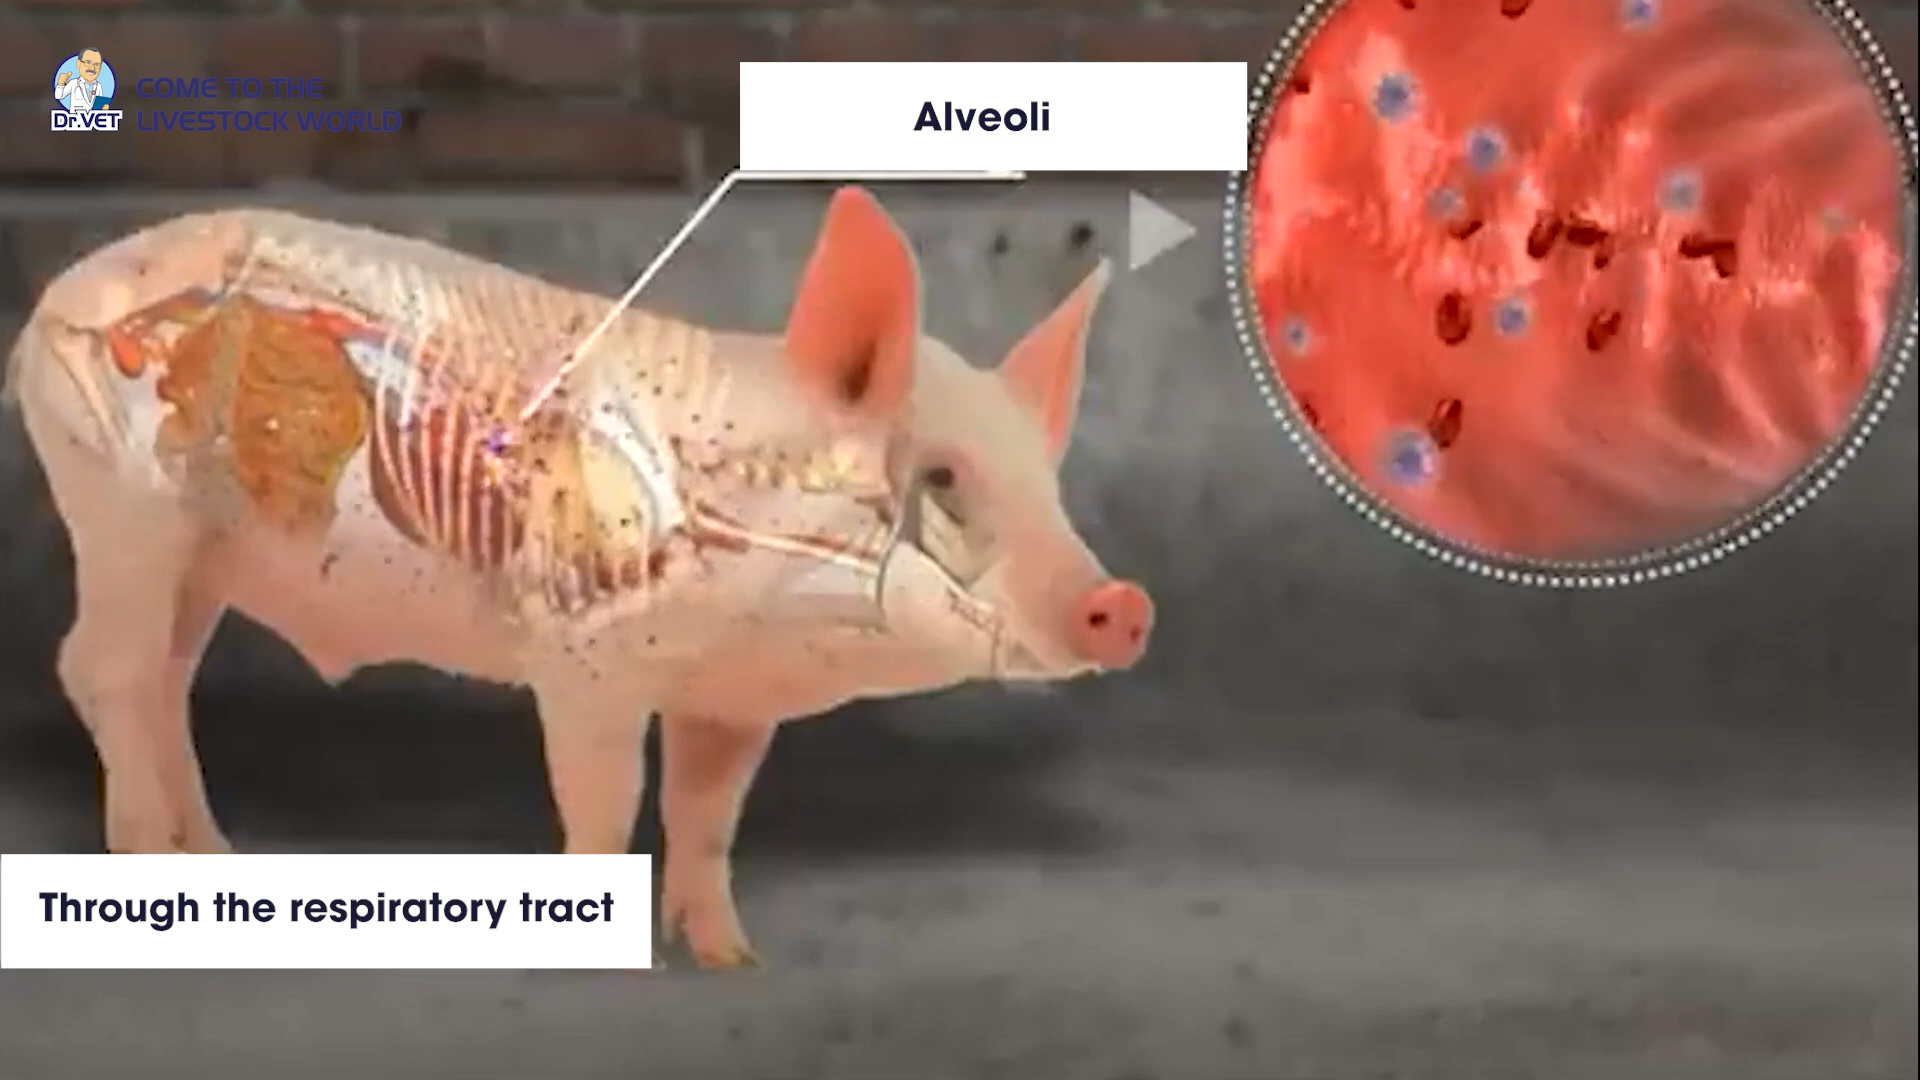 COME TO THE
Dr.VET
LIVESTOCK WORLD
Alveoli
Through the respiratory tract